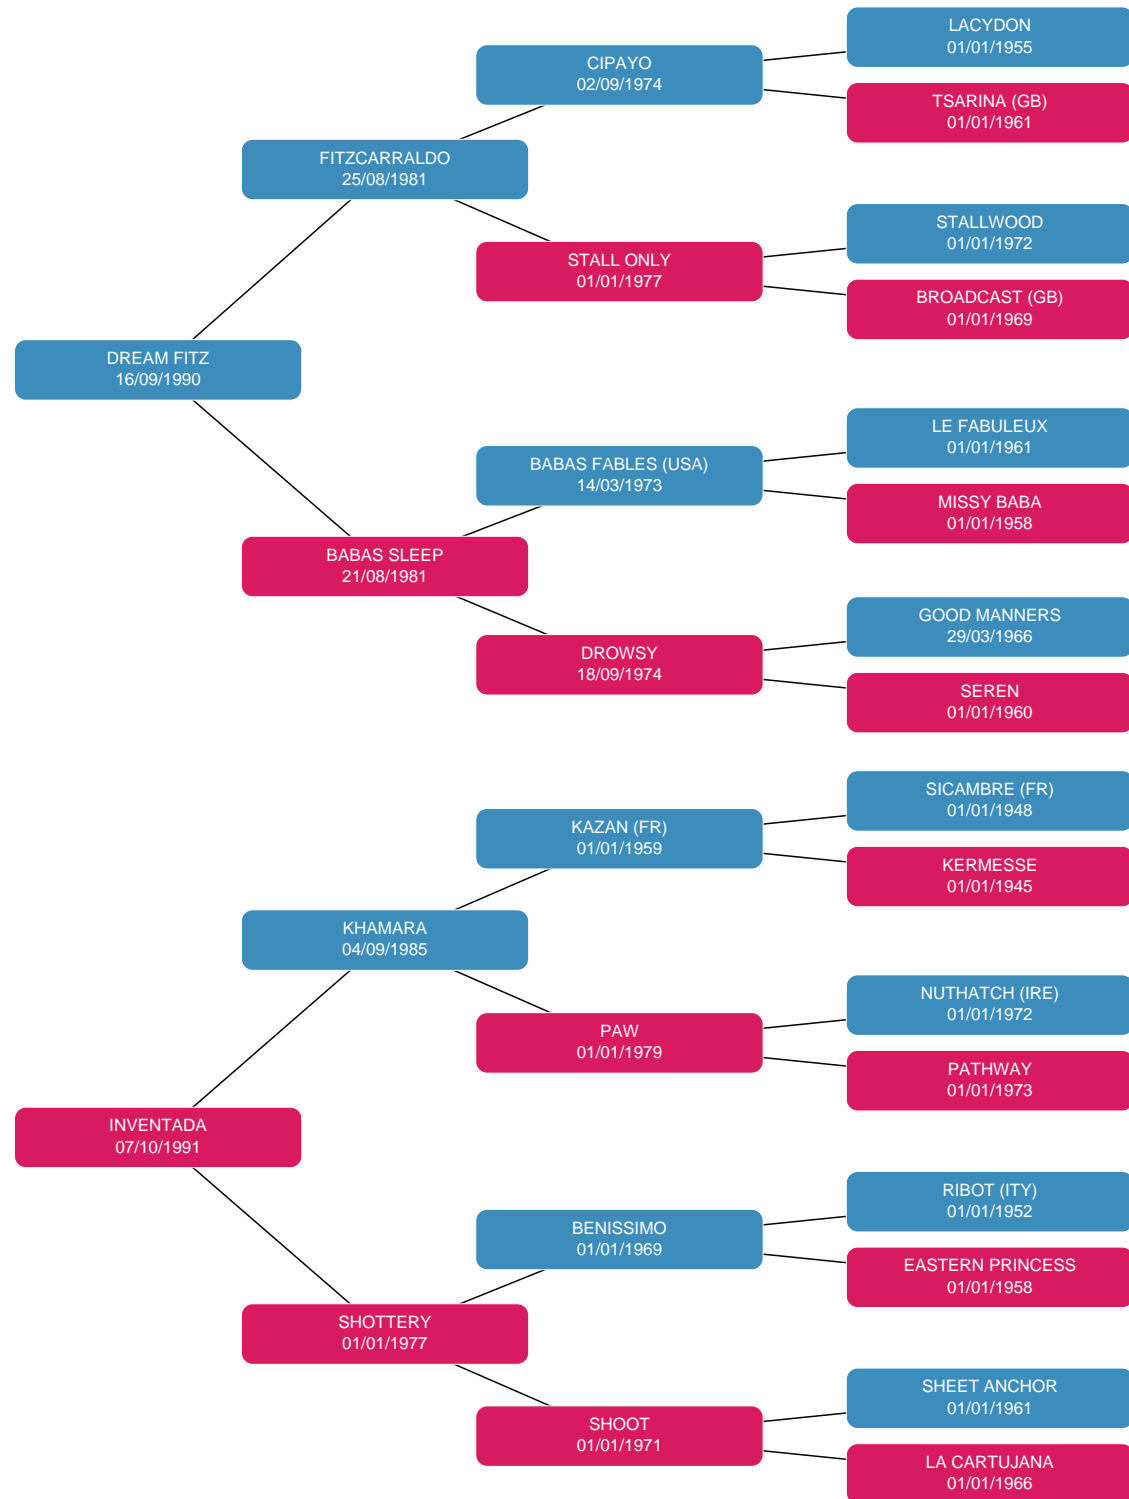 LACYDON
01/01/1955
CIPAYO
02/09/1974
TSARINA (GB)
01/01/1961
FITZCARRALDO
25/08/1981
STALLWOOD
01/01/1972
STALL ONLY
01/01/1977
BROADCAST (GB)
01/01/1969
DREAM FITZ
16/09/1990
LE FABULEUX
01/01/1961
BABAS FABLES (USA)
14/03/1973
MISSY BABA
01/01/1958
BABAS SLEEP
21/08/1981
GOOD MANNERS
29/03/1966
DROWSY
18/09/1974
SEREN
01/01/1960
SICAMBRE (FR)
01/01/1948
KAZAN (FR)
01/01/1959
KERMESSE
01/01/1945
KHAMARA
04/09/1985
NUTHATCH (IRE)
01/01/1972
PAW
01/01/1979
PATHWAY
01/01/1973
INVENTADA
07/10/1991
RIBOT (ITY)
01/01/1952
BENISSIMO
01/01/1969
EASTERN PRINCESS
01/01/1958
SHOTTERY
01/01/1977
SHEET ANCHOR
01/01/1961
SHOOT
01/01/1971
LA CARTUJANA
01/01/1966